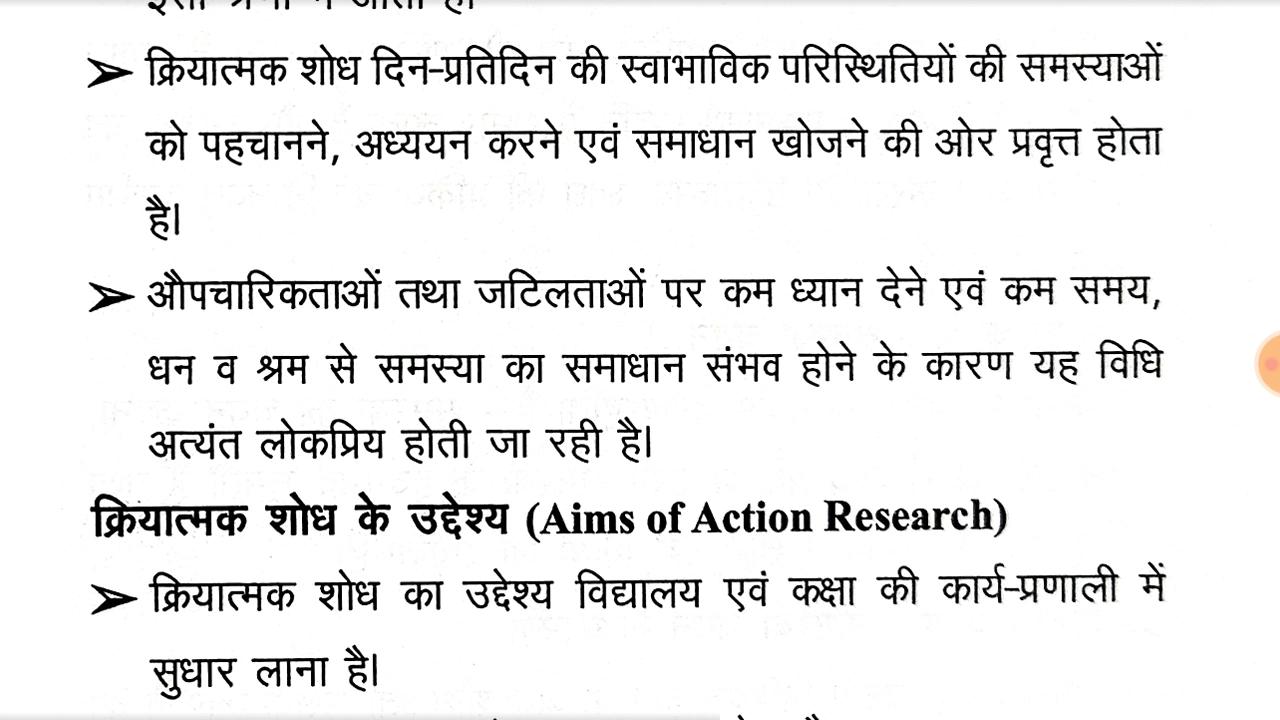 ➢ क्रियात्मक शोध दिन-प्रतिदिन की स्वाभाविक परिस्थितियों की समस्याओं
को पहचानने, अध्ययन करने एवं समाधान खोजने की ओर प्रवृत्त होता
है।
➢ औपचारिकताओं तथा जटिलताओं पर कम ध्यान देने एवं कम समय,
धन व श्रम से समस्या का समाधान संभव होने के कारण यह विधि
अत्यंत लोकप्रिय होती जा रही है।
क्रियात्मक शोध के उद्देश्य (Aims of Action Research)
➢ क्रियात्मक शोध का उद्देश्य विद्यालय एवं कक्षा की कार्य-प्रणाली में
सुधार लाना है।